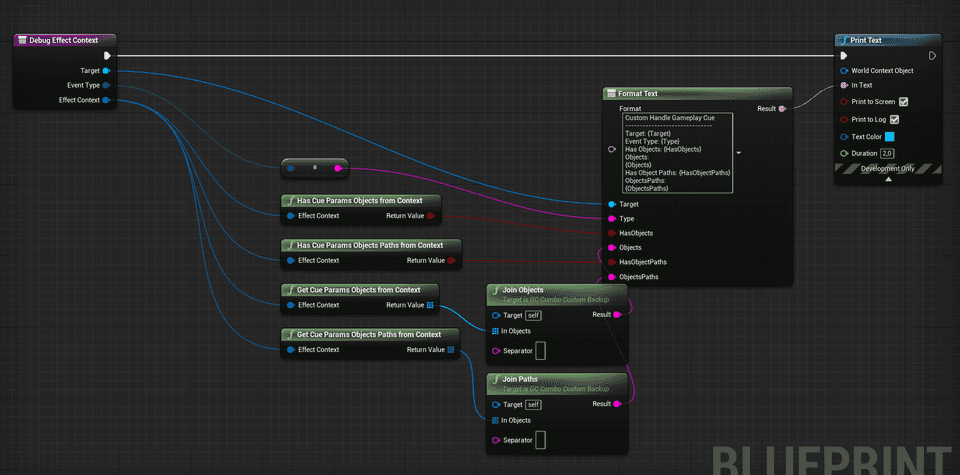 Debug Effect Context
Target
Event Type
Effect Context
Has Cue Params Objects from Context
Effect Context
Return Value
Has Cue Params Objects Paths from Context
Effect Context
Return Value
Get Cue Params Objects from Context
Effect Context
Return Value
Get Cue Params Objects Paths from Context
Effect Context
Return Value
Join Objects
Target is GC Combo Custom Backup
Target self
Result
In Objects
Separator
Join Paths
Target is GC Combo Custom Backup
Target self
Result
In Objects
Separator
Format Text
Format
Result
Custom Handle Gameplay Cue
--------------------------------
Target: {Target}
Event Type: {Type}
Has Objects: {HasObjects}
Objects:
{Objects}
Has Object Paths: {HasObjectPaths}
ObjectsPaths:
{ObjectsPaths}
Target
Type
HasObjects
Objects
HasObjectPaths
ObjectsPaths
Print Text
World Context Object
In Text
Print to Screen
Print to Log
Text Color
Duration 2,0
Development Only
BLUEPRINT